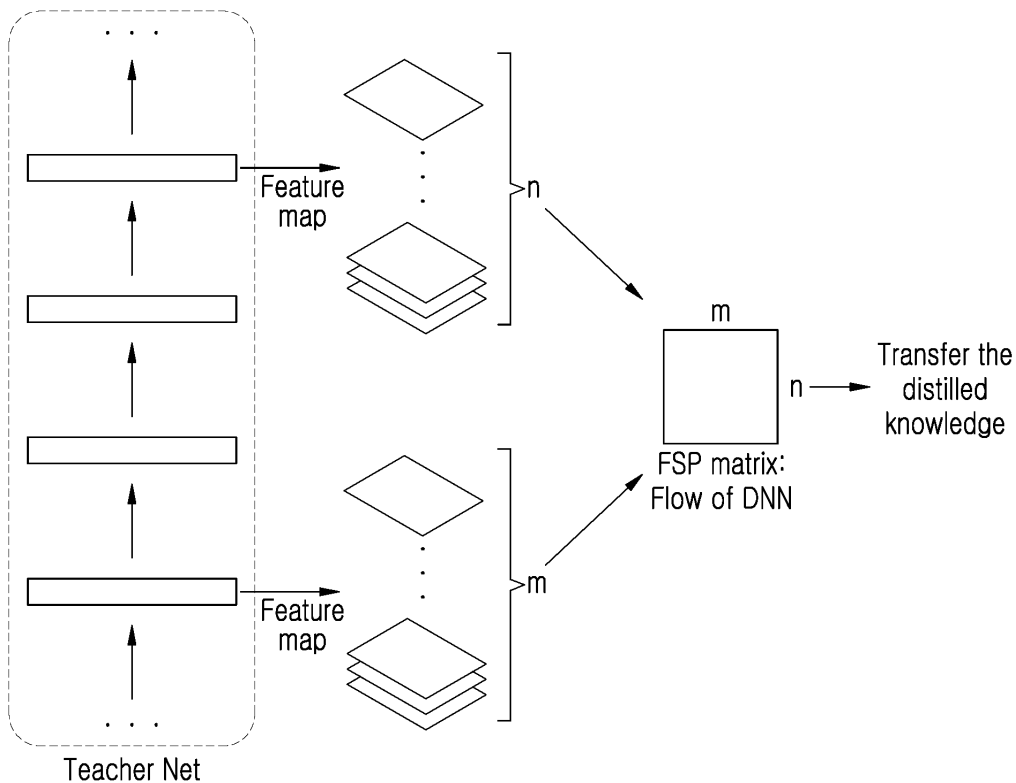 . . .
Feature
map
n
m
n
Transfer the
distilled
knowledge
FSP matrix:
Flow of DNN
Feature
map
m
. . .
Teacher Net